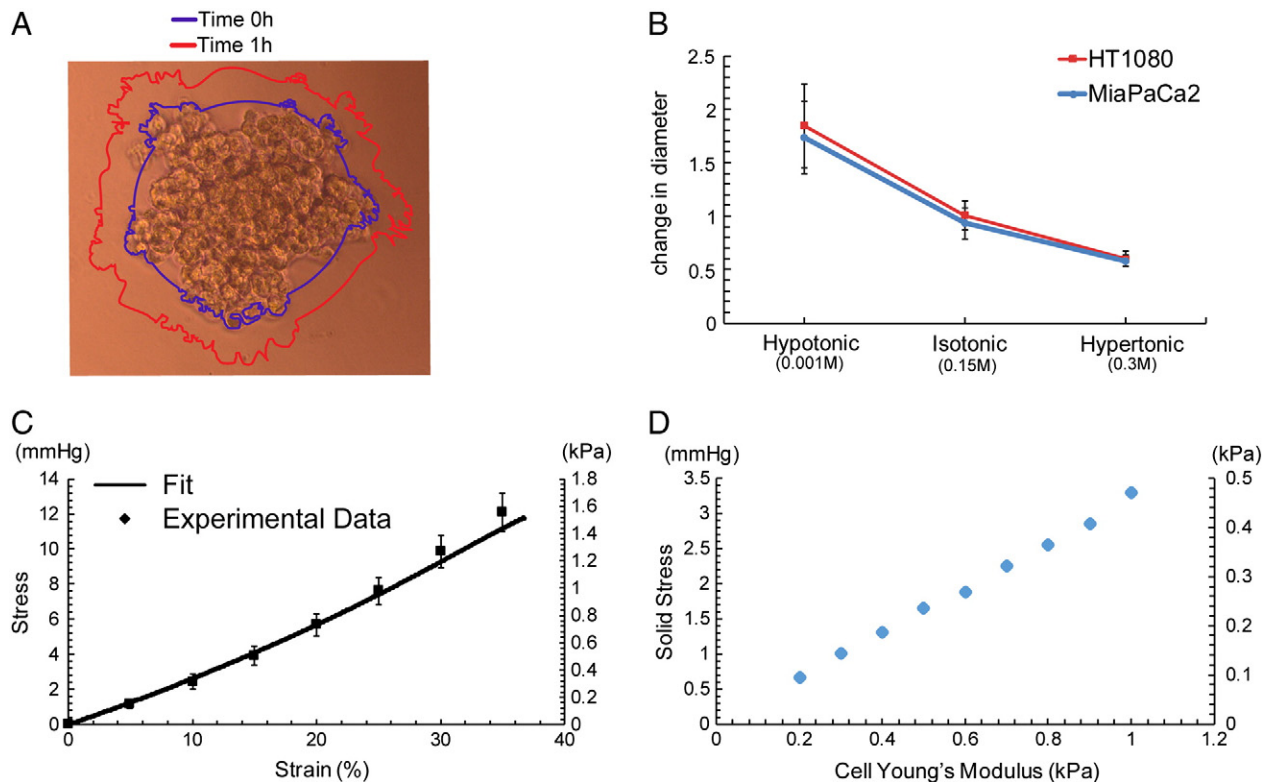 A
Time 0h
Time 1h
B
2.5
2
1.5
1
0.5
0
change in diameter
HT1080
MiaPaCa2
Hypotonic
(0.001M)
Isotonic
(0.15M)
Hypertonic
(0.3M)
C
(mmHg)
(kPa)
14
12
10
8
6
4
2
0
Stress
Fit
Experimental Data
1.8
1.6
1.4
1.2
1
0.8
0.6
0.4
0.2
0
0
10
20
30
40
Strain (%)
D
(mmHg)
(kPa)
3.5
3
2.5
2
1.5
1
0.5
0
Solid Stress
0.5
0.4
0.3
0.2
0.1
0
0
0.2
0.4
0.6
0.8
1
1.2
Cell Young's Modulus (kPa)